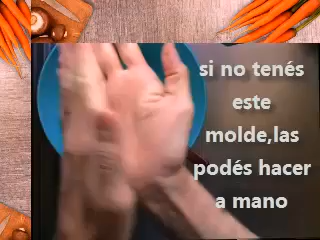 si no tenés
este
molde,las
podés hacer
a mano